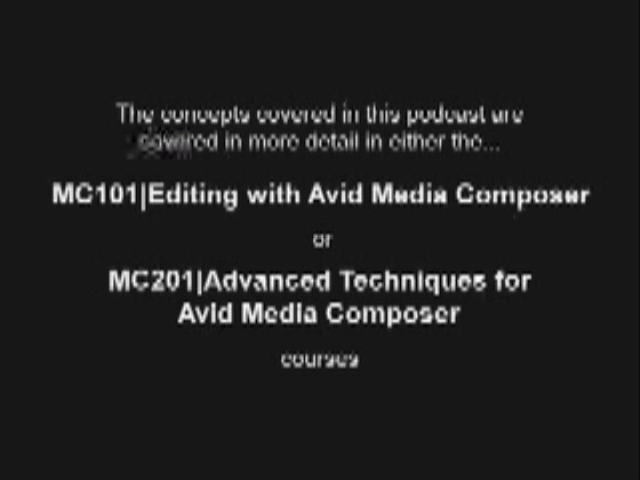 The concepts covered in this podcast are
covered in more detail in either the...
MC101|Editing with Avid Media Composer
or
MC201|Advanced Techniques for
Avid Media Composer
courses